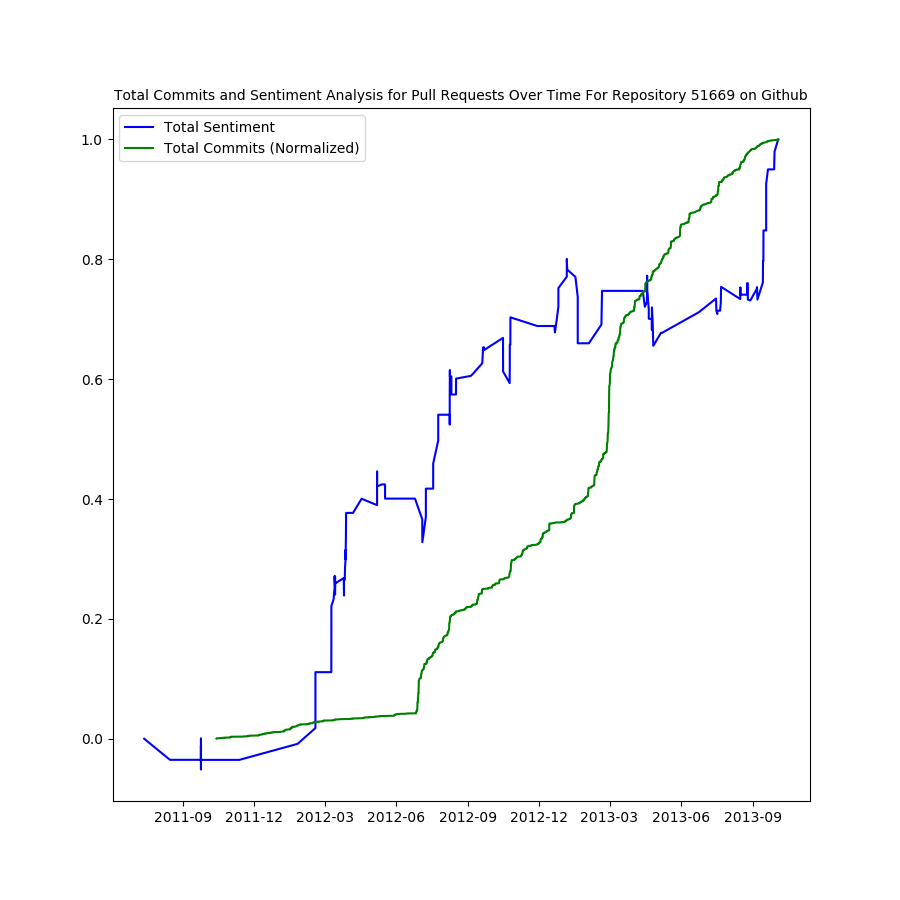 Total Commits and Sentiment Analysis for Pull Requests Over Time For Repository 51669 on Github
Total Sentiment
Total Commits (Normalized)
1.0
0.8
0.6
0.4
0.2
0.0
2011-09 2011-12 2012-03 2012-06 2012-09 2012-12 2013-03 2013-06 2013-09